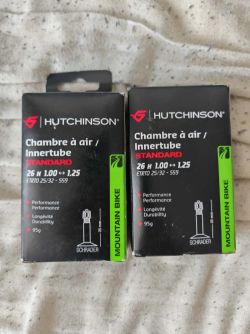 HUTCHINSON®
Chambre à air /
Innertube
STANDARD
26 x 1.00 ↔ 1.25
ETRTO 25/32 - 559
Performance
Performance
Longévité
Durability
95g
SCHRADER
MOUNTAIN BIKE
HUTCHINSON®
Chambre à air /
Innertube
STANDARD
26 x 1.00 ↔ 1.25
ETRTO 25/32 - 559
Performance
Performance
Longévité
Durability
95g
SCHRADER
MOUNTAIN BIKE